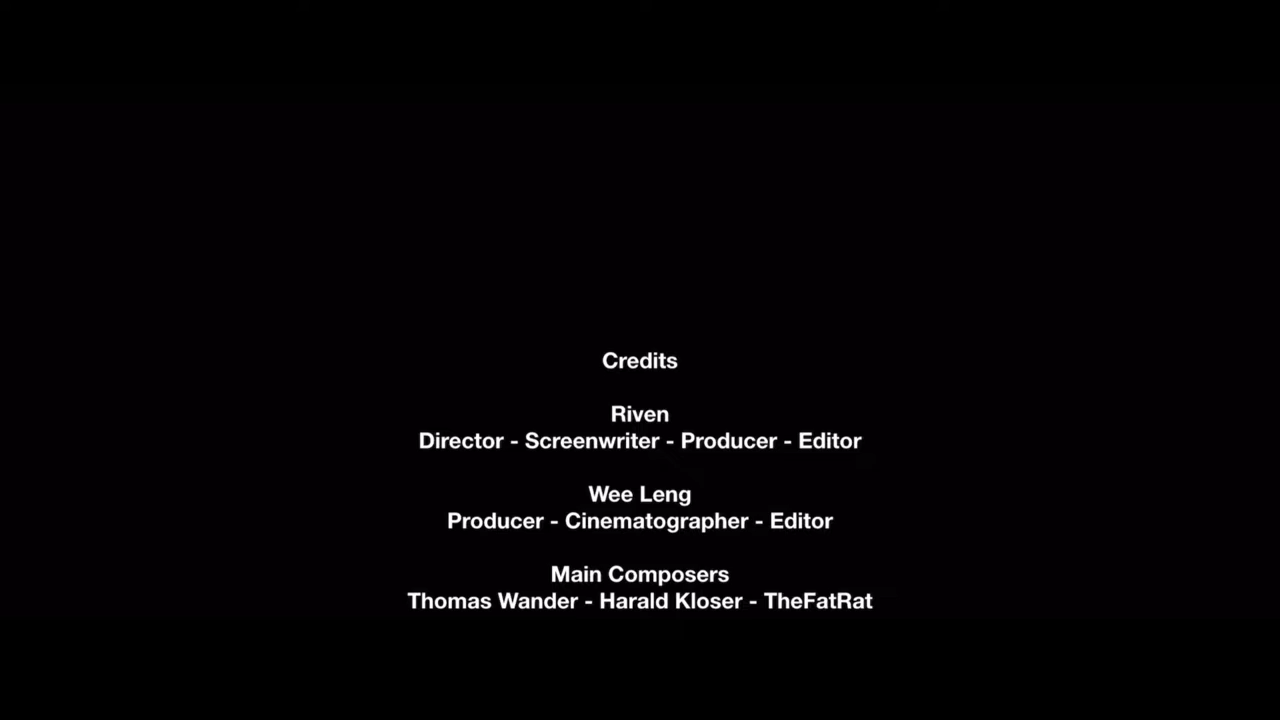 Credits
Riven
Director - Screenwriter - Producer - Editor
Wee Leng
Producer - Cinematographer - Editor
Main Composers
Thomas Wander - Harald Kloser - TheFatRat